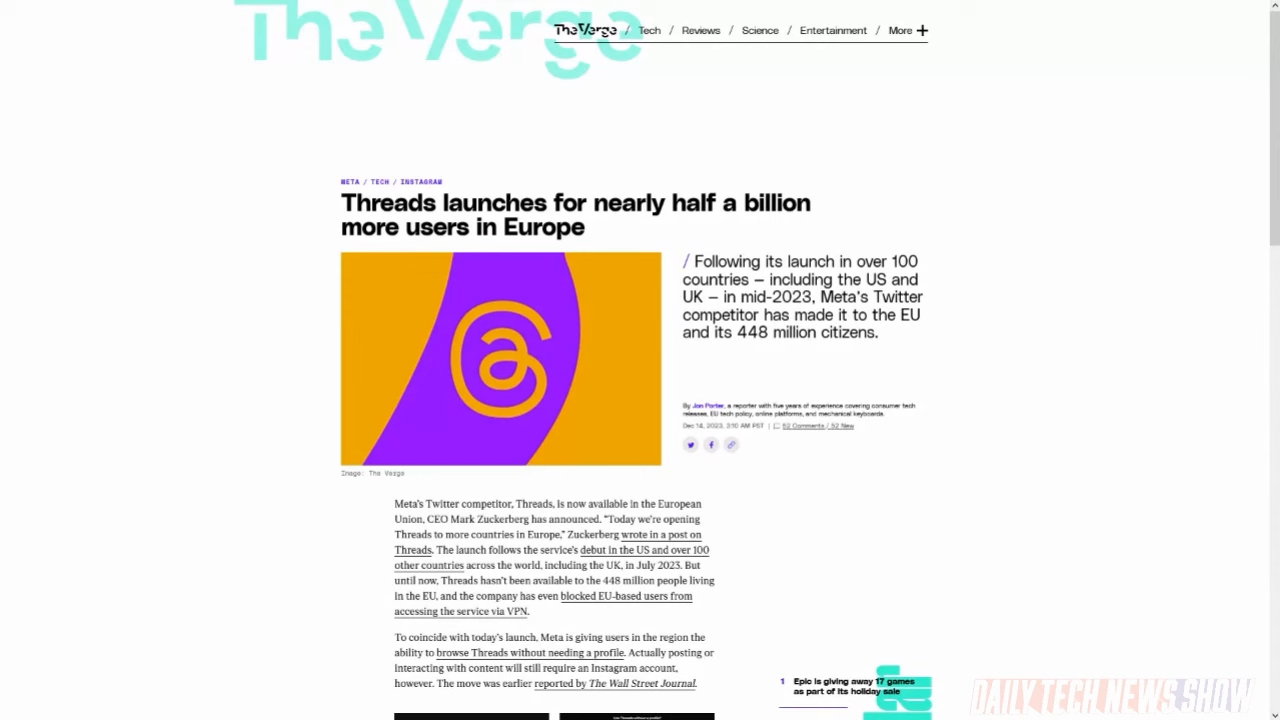 The Verge
TheVerge / Tech / Reviews / Science / Entertainment / More +
META / TECH / INSTAGRAM
Threads launches for nearly half a billion
more users in Europe
/ Following its launch in over 100
countries — including the US and
UK — in mid-2023, Meta's Twitter
competitor has made it to the EU
and its 448 million citizens.
By Jon Porter, a reporter with five years of experience covering consumer tech
releases, EU tech policy, online platforms, and mechanical keyboards.
Dec 14, 2023, 2:10 AM PST | 52 Comments / 52 New
Image: The Verge
Meta's Twitter competitor, Threads, is now available in the European
Union, CEO Mark Zuckerberg has announced. "Today we're opening
Threads to more countries in Europe," Zuckerberg wrote in a post on
Threads. The launch follows the service's debut in the US and over 100
other countries across the world, including the UK, in July 2023. But
until now, Threads hasn't been available to the 448 million people living
in the EU, and the company has even blocked EU-based users from
accessing the service via VPN.
To coincide with today's launch, Meta is giving users in the region the
ability to browse Threads without needing a profile. Actually posting or
interacting with content will still require an Instagram account,
however. The move was earlier reported by The Wall Street Journal.
1 Epic is giving away 17 games
as part of its holiday sale
DAILY TECH NEWS SHOW